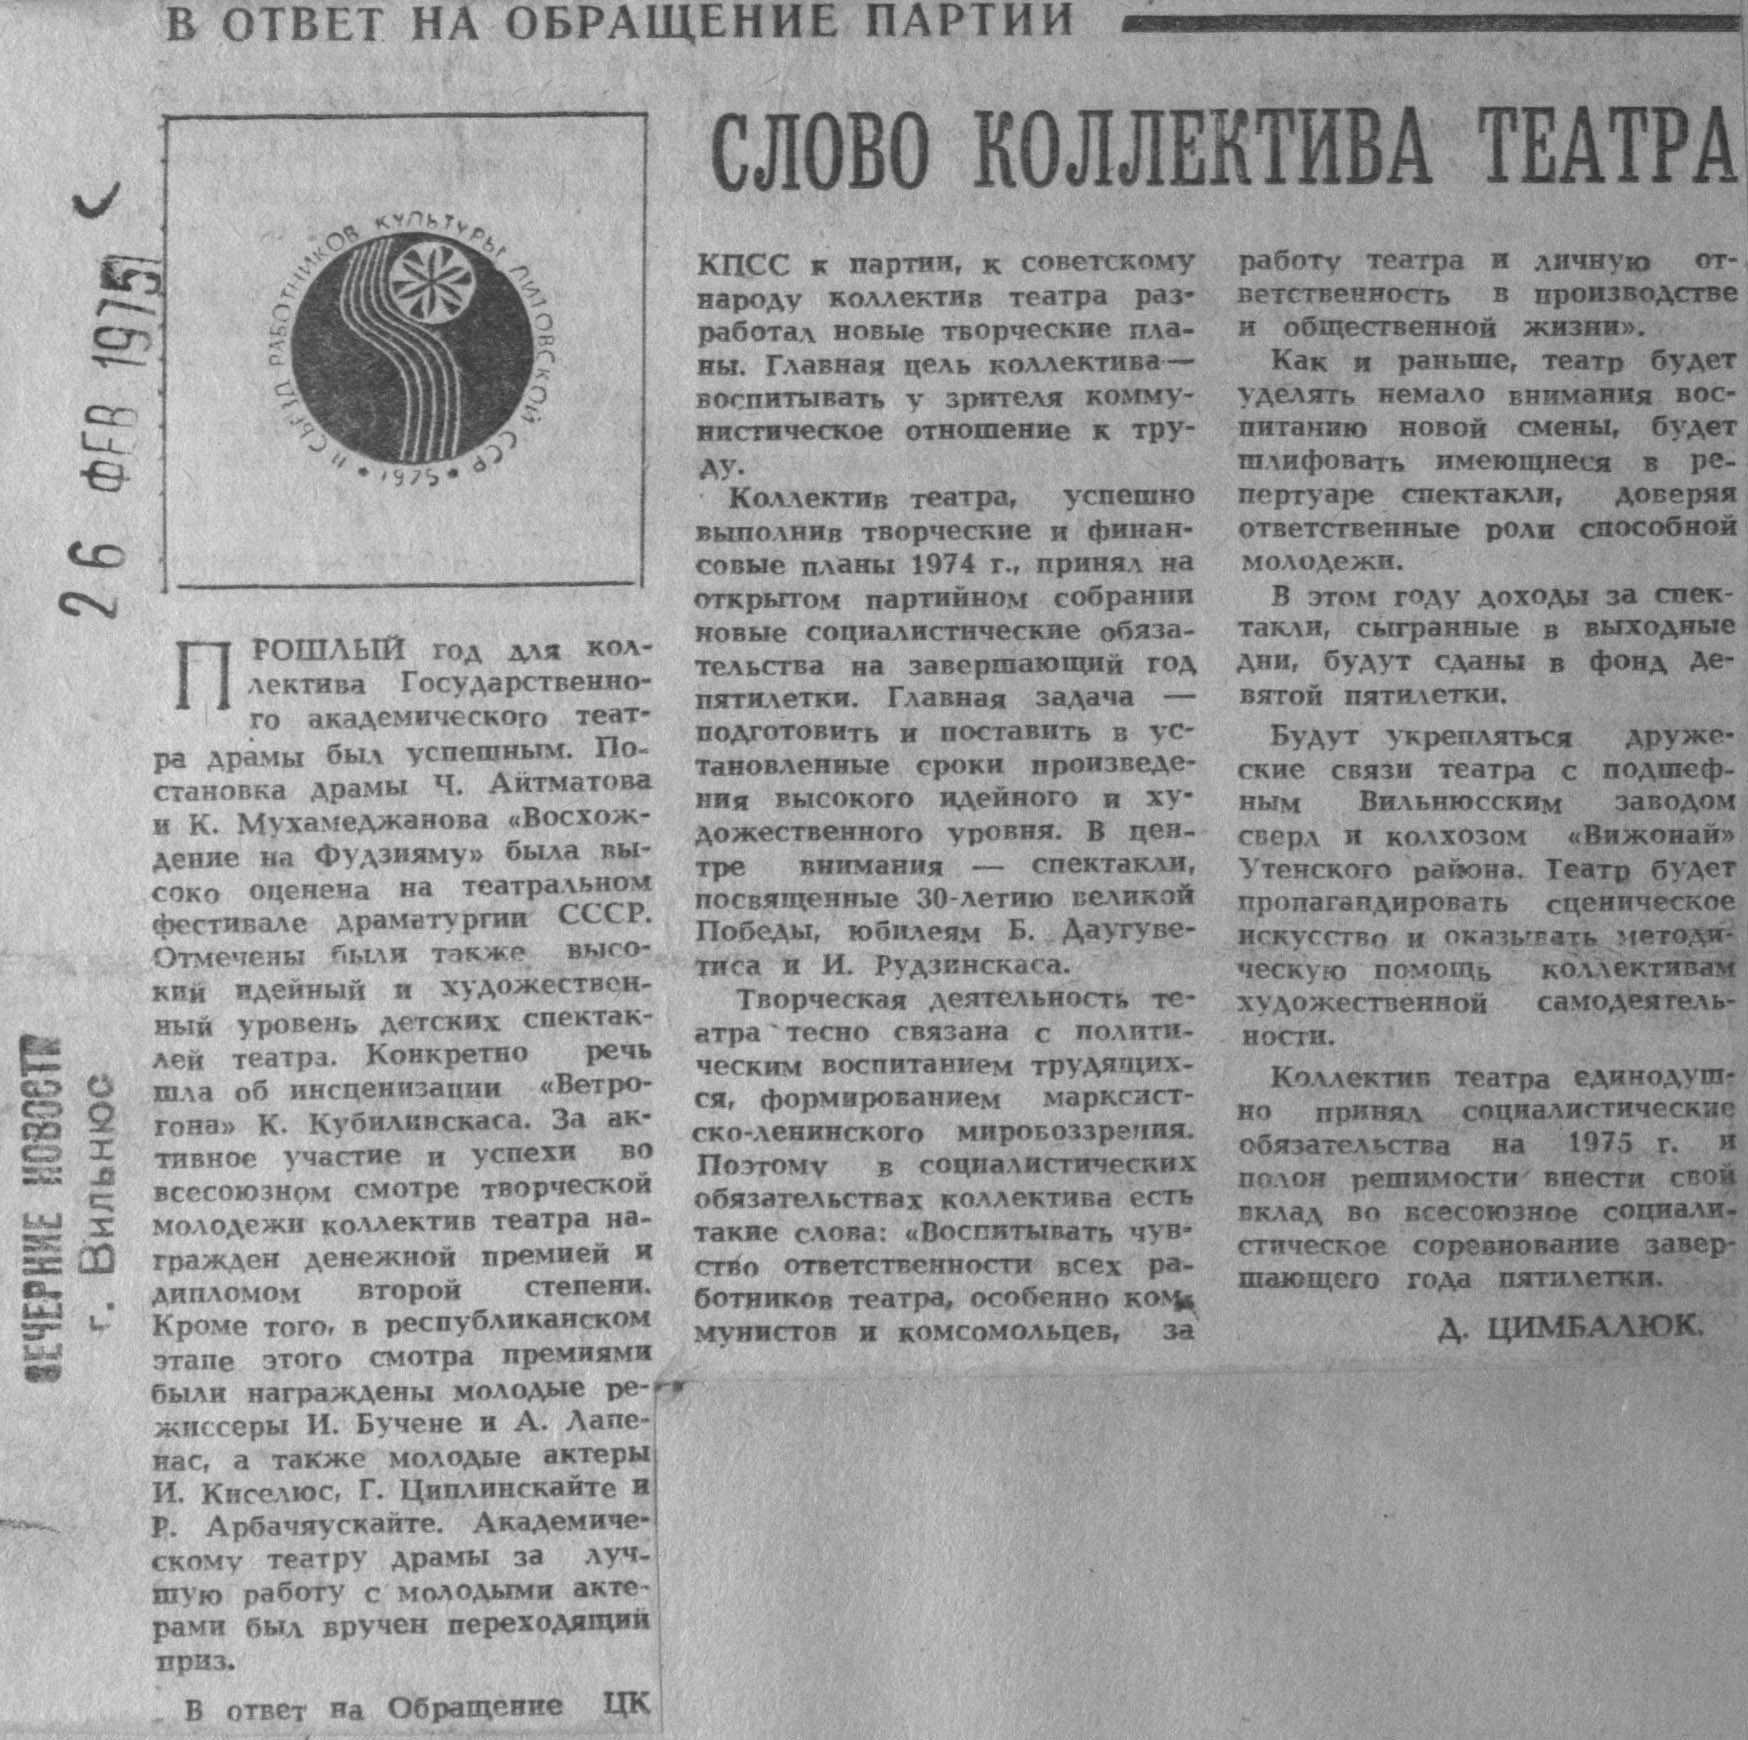 В ОТВЕТ НА ОБРАЩЕНИЕ ПАРТИИ
СЛОВО КОЛЛЕКТИВА ТЕАТРА
26 ФЕВ 1975
ВЕЧЕРНИЕ НОВОСТИ
г. Вильнюс
II СЪЕЗД РАБОТНИКОВ КУЛЬТУРЫ ЛИТОВСКОЙ ССР
• 1975 •
ПРОШЛЫЙ год для кол-
лектива Государственно-
го академического теат-
ра драмы был успешным. По-
становка драмы Ч. Айтматова
и К. Мухамеджанова «Восхож-
дение на Фудзияму» была вы-
соко оценена на театральном
фестивале драматургии СССР.
Отмечены были также высо-
кий идейный и художествен-
ный уровень детских спектак-
лей театра. Конкретно речь
шла об инсценизации «Ветро-
гона» К. Кубилинскаса. За ак-
тивное участие и успехи во
всесоюзном смотре творческой
молодежи коллектив театра на-
гражден денежной премией и
дипломом второй степени.
Кроме того, в республиканском
этапе этого смотра премиями
были награждены молодые ре-
жиссеры И. Бучене и А. Лапе-
нас, а также молодые актеры
И. Киселюс, Г. Циплинскайте и
Р. Арбачяускайте. Академиче-
скому театру драмы за луч-
шую работу с молодыми акте-
рами был вручен переходящий
приз.
В ответ на Обращение ЦК
КПСС к партии, к советскому
народу коллектив театра раз-
работал новые творческие пла-
ны. Главная цель коллектива—
воспитывать у зрителя комму-
нистическое отношение к тру-
ду.
Коллектив театра, успешно
выполнив творческие и финан-
совые планы 1974 г., принял на
открытом партийном собрании
новые социалистические обяза-
тельства на завершающий год
пятилетки. Главная задача —
подготовить и поставить в ус-
тановленные сроки произведе-
ния высокого идейного и ху-
дожественного уровня. В цен-
тре внимания — спектакли,
посвященные 30-летию великой
Победы, юбилеям Б. Даугуве-
тиса и И. Рудзинскаса.
Творческая деятельность те-
атра тесно связана с полити-
ческим воспитанием трудящих-
ся, формированием марксист-
ско-ленинского мировоззрения.
Поэтому в социалистических
обязательствах коллектива есть
такие слова: «Воспитывать чув-
ство ответственности всех ра-
ботников театра, особенно ком-
мунистов и комсомольцев, за
работу театра и личную от-
ветственность в производстве
и общественной жизни».
Как и раньше, театр будет
уделять немало внимания вос-
питанию новой смены, будет
шлифовать имеющиеся в ре-
пертуаре спектакли, доверяя
ответственные роли способной
молодежи.
В этом году доходы за спек-
такли, сыгранные в выходные
дни, будут сданы в фонд де-
вятой пятилетки.
Будут укрепляться друже-
ские связи театра с подшеф-
ным Вильнюсским заводом
сверл и колхозом «Вижонай»
Утенского района. Театр будет
пропагандировать сценическое
искусство и оказывать методи-
ческую помощь коллективам
художественной самодеятель-
ности.
Коллектив театра единодуш-
но принял социалистические
обязательства на 1975 г. и
полон решимости внести свой
вклад во всесоюзное социали-
стическое соревнование завер-
шающего года пятилетки.
Д. ЦИМБАЛЮК.